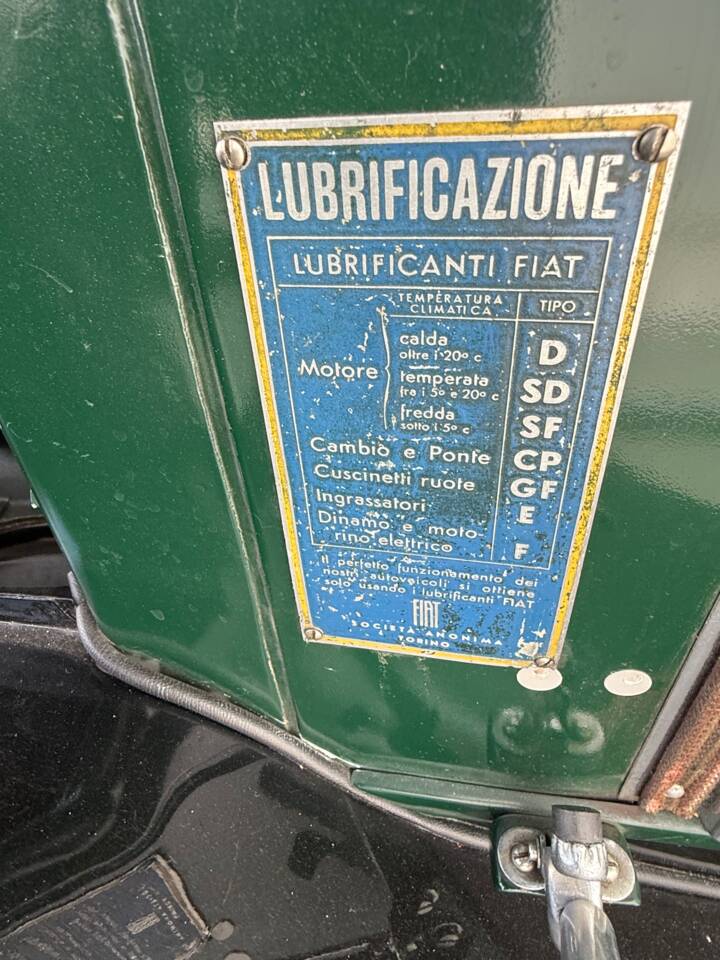 LUBRIFICAZIONE
LUBRIFICANTI FIAT
TEMPERATURA CLIMATICA TIPO
Motore
calda
oltre i 20° c D
temperata
fra i 5° e 20° c SD
fredda
sotto i 5° c SF
Cambio e Ponte CP
Cuscinetti ruote GF
Ingrassatori E
Dinamo e moto-
rino elettrico F
Il perfetto funzionamento dei
nostri autoveicoli si ottiene
solo usando i lubrificanti FIAT
FIAT
SOCIETÀ ANONIMA
TORINO